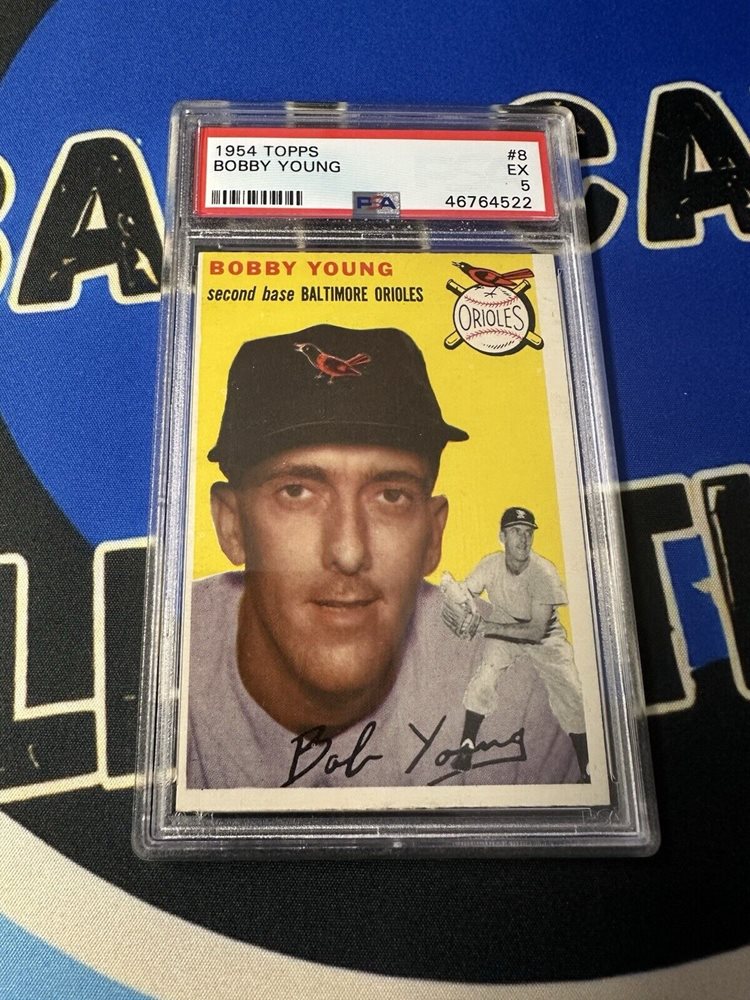 1954 TOPPS #8
BOBBY YOUNG EX
5
PSA 46764522
BOBBY YOUNG
second base BALTIMORE ORIOLES
ORIOLES
Bob Young